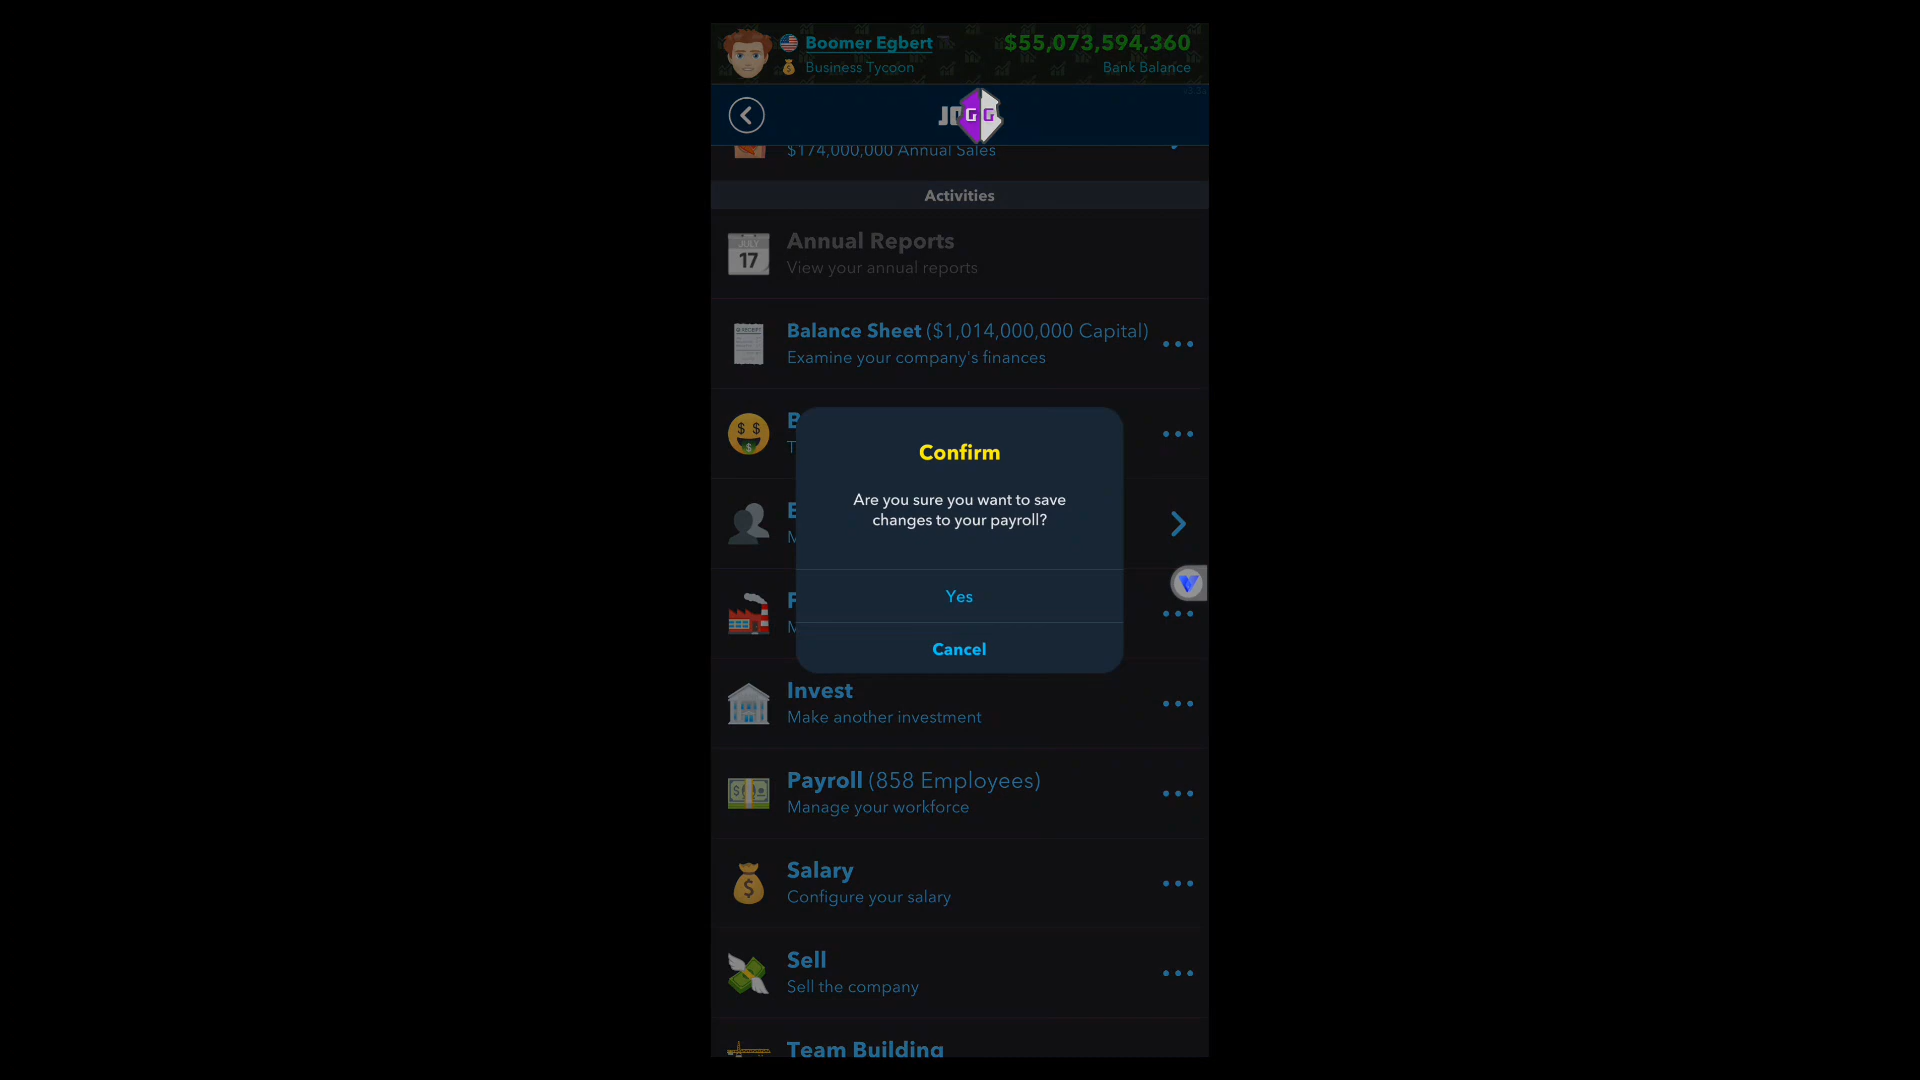 Boomer Egbert
$55,073,594,360
Business Tycoon
Bank Balance
GG
$174,000,000 Annual Sales
Activities
JULY
17
Annual Reports
View your annual reports
Balance Sheet ($1,014,000,000 Capital)
Examine your company's finances
Confirm
Are you sure you want to save
changes to your payroll?
Yes
Cancel
Invest
Make another investment
Payroll (858 Employees)
Manage your workforce
Salary
Configure your salary
Sell
Sell the company
Team Building